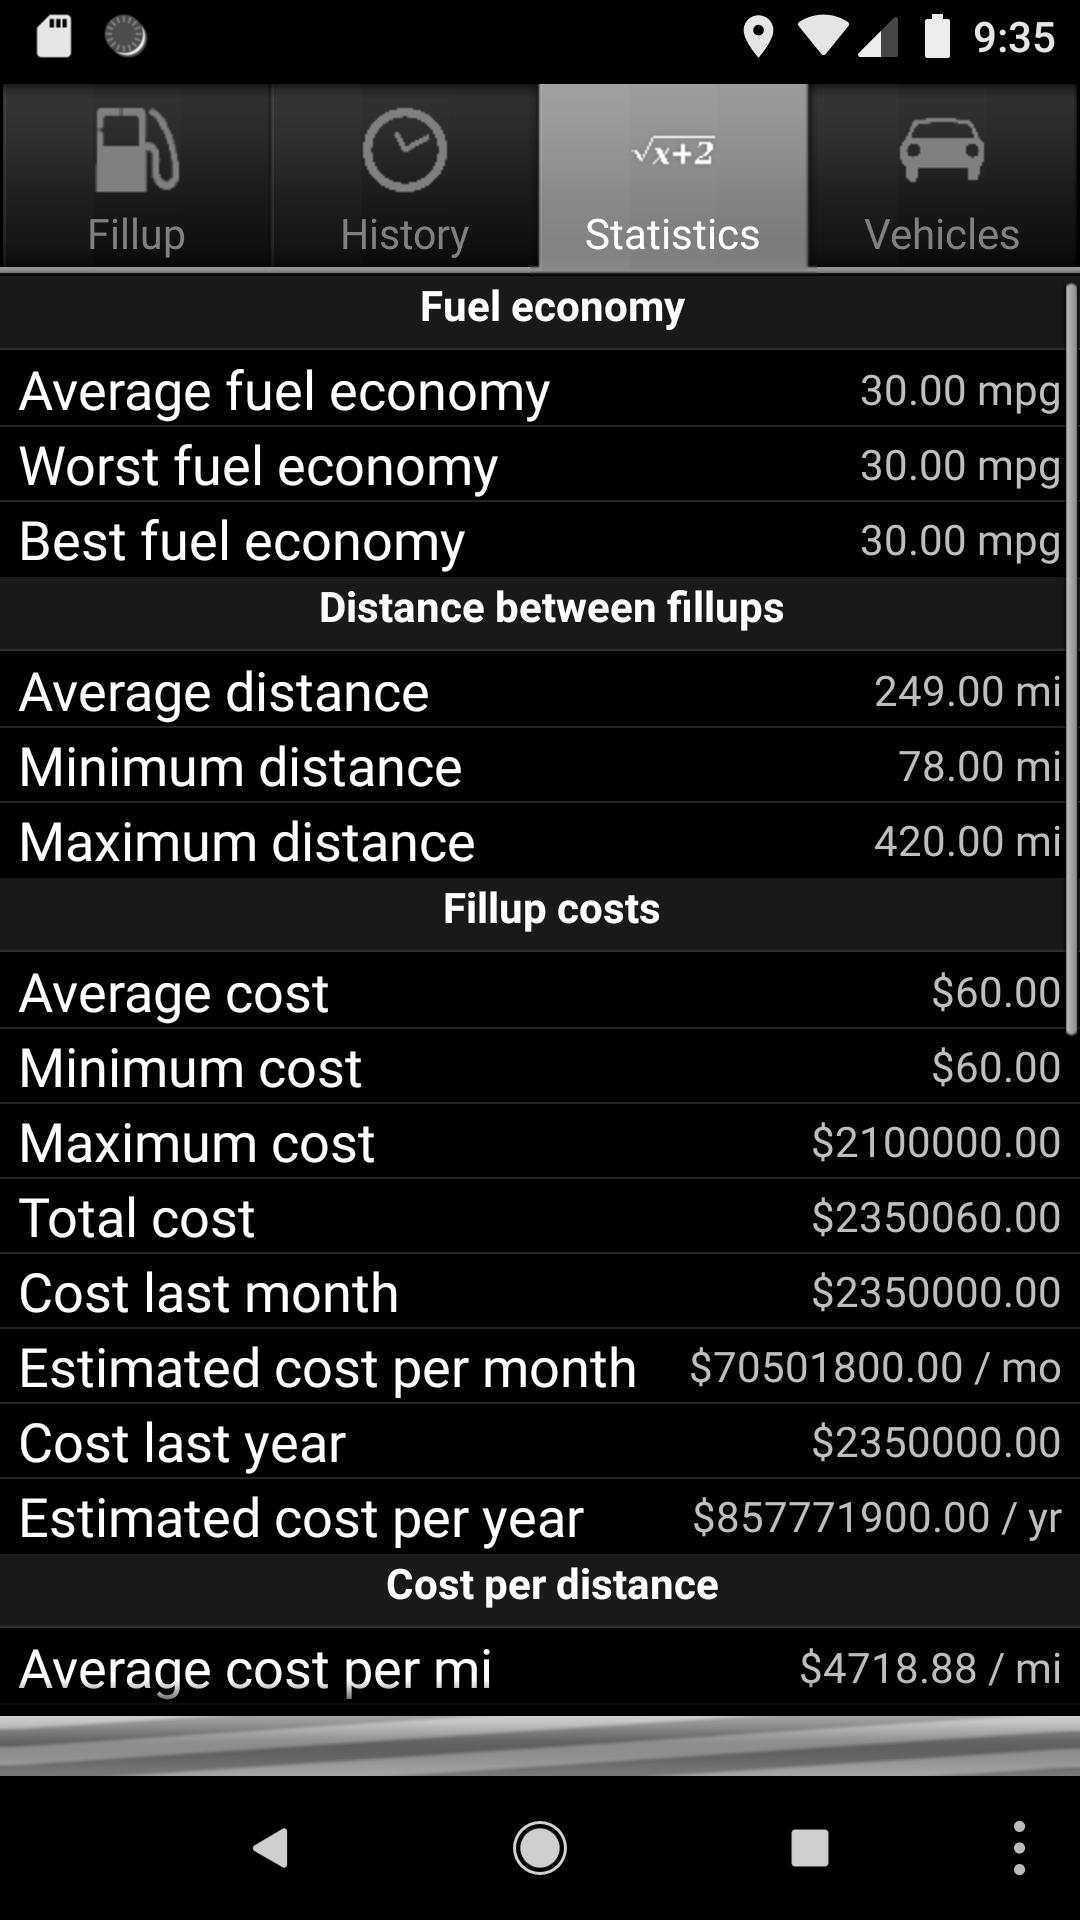 9:35
√x+2
Fillup History Statistics Vehicles
Fuel economy
Average fuel economy 30.00 mpg
Worst fuel economy 30.00 mpg
Best fuel economy 30.00 mpg
Distance between fillups
Average distance 249.00 mi
Minimum distance 78.00 mi
Maximum distance 420.00 mi
Fillup costs
Average cost $60.00
Minimum cost $60.00
Maximum cost $2100000.00
Total cost $2350060.00
Cost last month $2350000.00
Estimated cost per month $70501800.00 / mo
Cost last year $2350000.00
Estimated cost per year $857771900.00 / yr
Cost per distance
Average cost per mi $4718.88 / mi